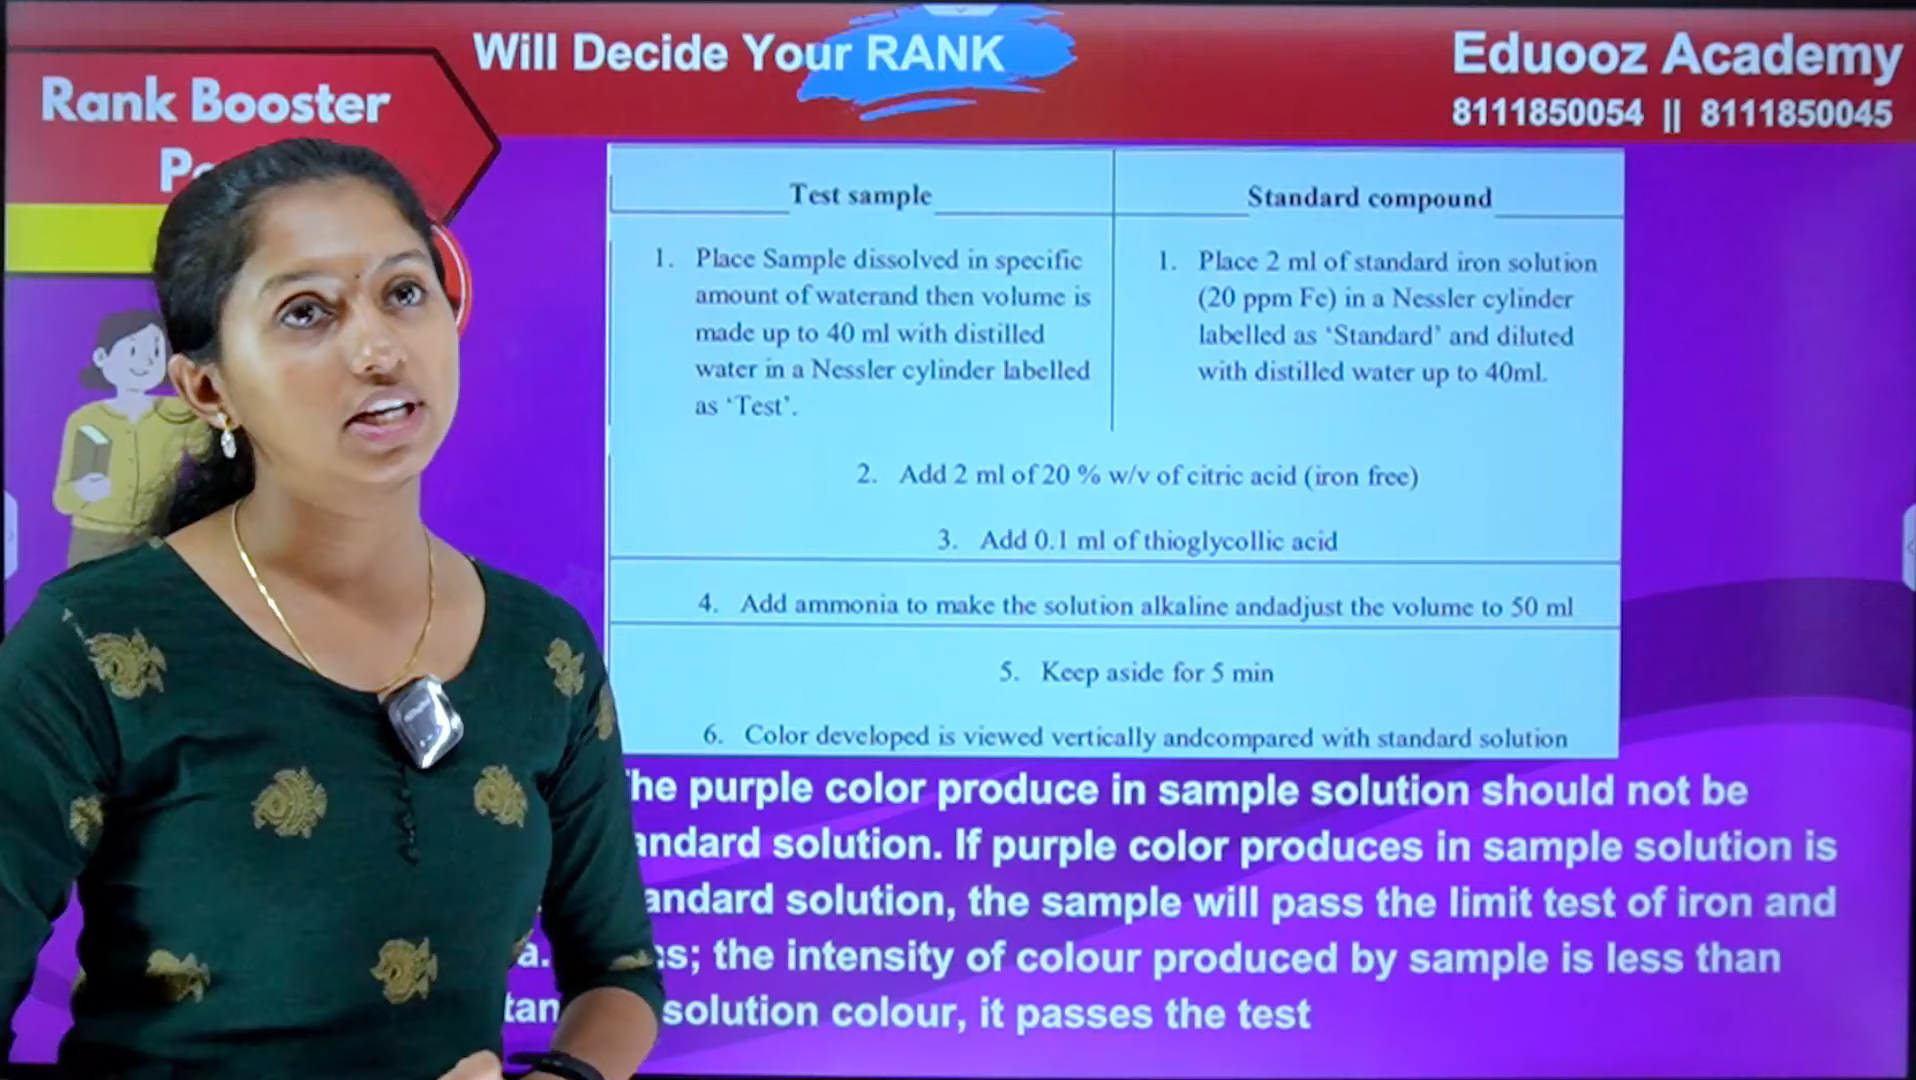 Will Decide Your RANK
Eduooz Academy
8111850054 || 8111850045
Rank Booster
Test sample
Standard compound
1. Place Sample dissolved in specific
amount of waterand then volume is
made up to 40 ml with distilled
water in a Nessler cylinder labelled
as ‘Test’.
1. Place 2 ml of standard iron solution
(20 ppm Fe) in a Nessler cylinder
labelled as ‘Standard’ and diluted
with distilled water up to 40ml.
2. Add 2 ml of 20 % w/v of citric acid (iron free)
3. Add 0.1 ml of thioglycollic acid
4. Add ammonia to make the solution alkaline andadjust the volume to 50 ml
5. Keep aside for 5 min
6. Color developed is viewed vertically andcompared with standard solution
purple color produce in sample solution should not be
solution. If purple color produces in sample solution is
solution, the sample will pass the limit test of iron and
the intensity of colour produced by sample is less than
solution colour, it passes the test